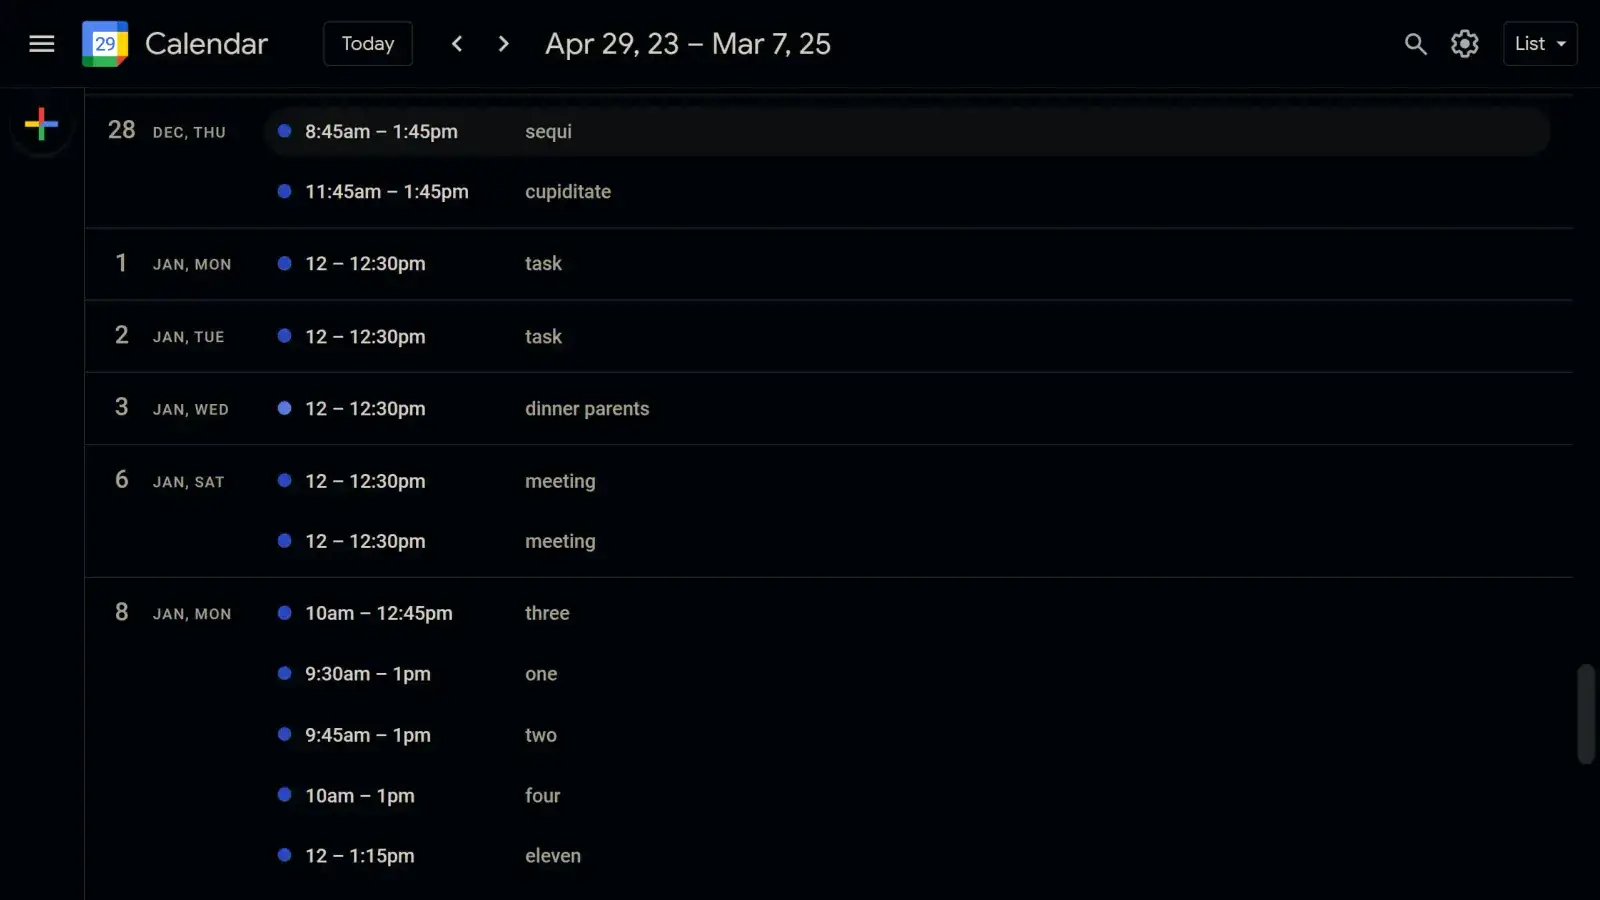 29 Calendar Today Apr 29, 23 – Mar 7, 25 List
28 DEC, THU 8:45am – 1:45pm sequi
11:45am – 1:45pm cupiditate
1 JAN, MON 12 – 12:30pm task
2 JAN, TUE 12 – 12:30pm task
3 JAN, WED 12 – 12:30pm dinner parents
6 JAN, SAT 12 – 12:30pm meeting
12 – 12:30pm meeting
8 JAN, MON 10am – 12:45pm three
9:30am – 1pm one
9:45am – 1pm two
10am – 1pm four
12 – 1:15pm eleven